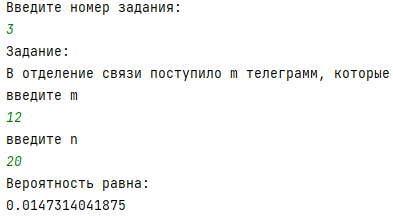 Введите номер задания:
3
Задание:
В отделение связи поступило m телеграмм, которые
введите m
12
введите n
20
Вероятность равна:
0.0147314041875